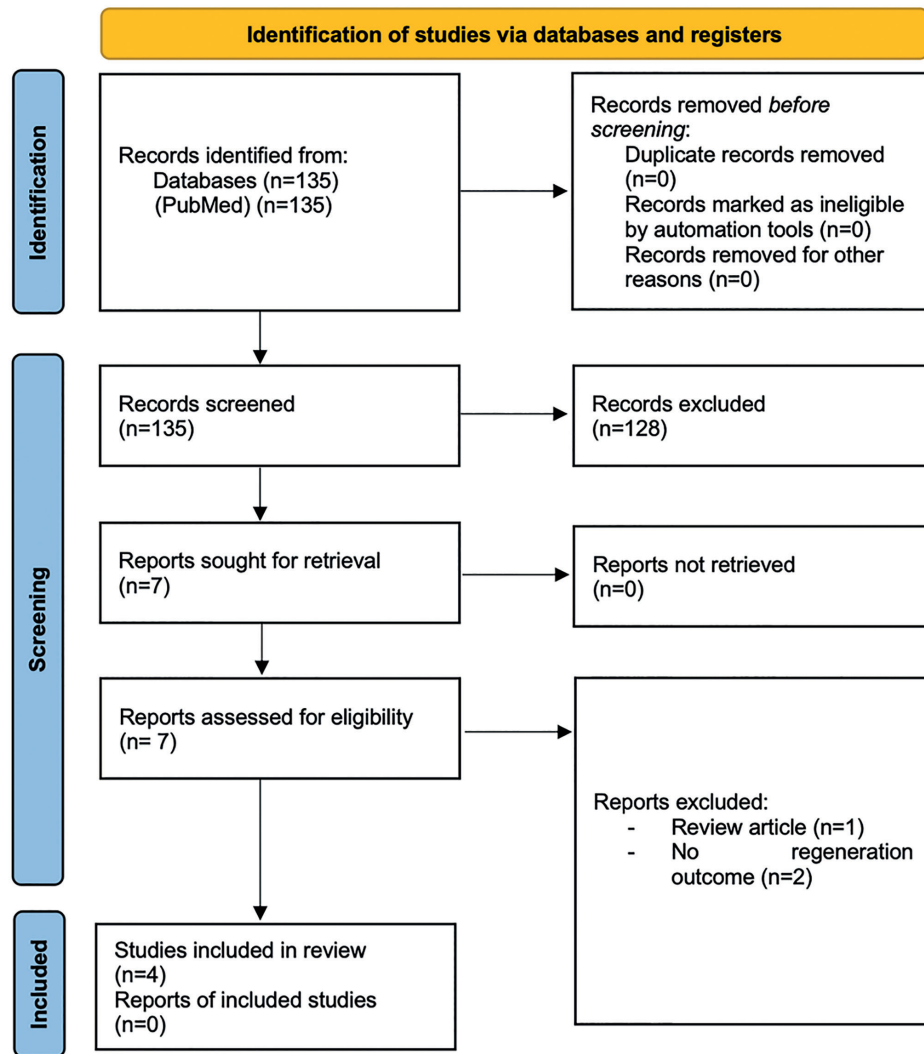 Identification of studies via databases and registers
Identification
Records identified from:
Databases (n=135)
(PubMed) (n=135)
Records removed before
screening:
Duplicate records removed
(n=0)
Records marked as ineligible
by automation tools (n=0)
Records removed for other
reasons (n=0)
Screening
Records screened
(n=135)
Records excluded
(n=128)
Reports sought for retrieval
(n=7)
Reports not retrieved
(n=0)
Reports assessed for eligibility
(n= 7)
Reports excluded:
- Review article (n=1)
- No regeneration
outcome (n=2)
Included
Studies included in review
(n=4)
Reports of included studies
(n=0)